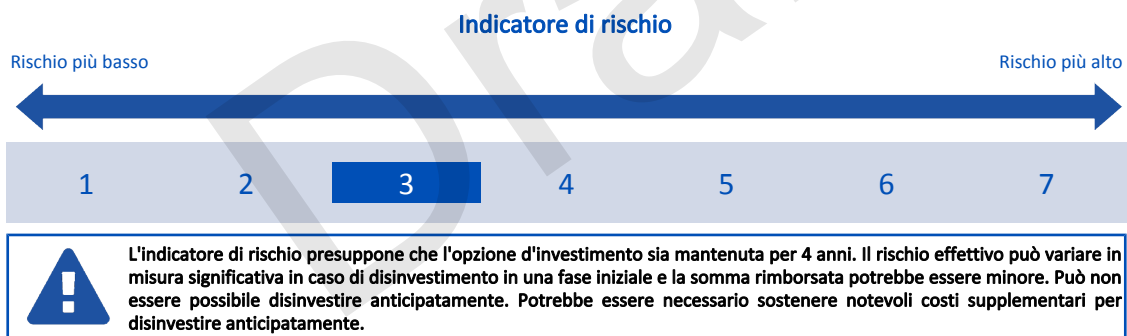 Indicatore di rischio
Rischio più basso Rischio più alto
1 2 3 4 5 6 7
L'indicatore di rischio presuppone che l'opzione d'investimento sia mantenuta per 4 anni. Il rischio effettivo può variare in
misura significativa in caso di disinvestimento in una fase iniziale e la somma rimborsata potrebbe essere minore. Può non
essere possibile disinvestire anticipatamente. Potrebbe essere necessario sostenere notevoli costi supplementari per
disinvestire anticipatamente.